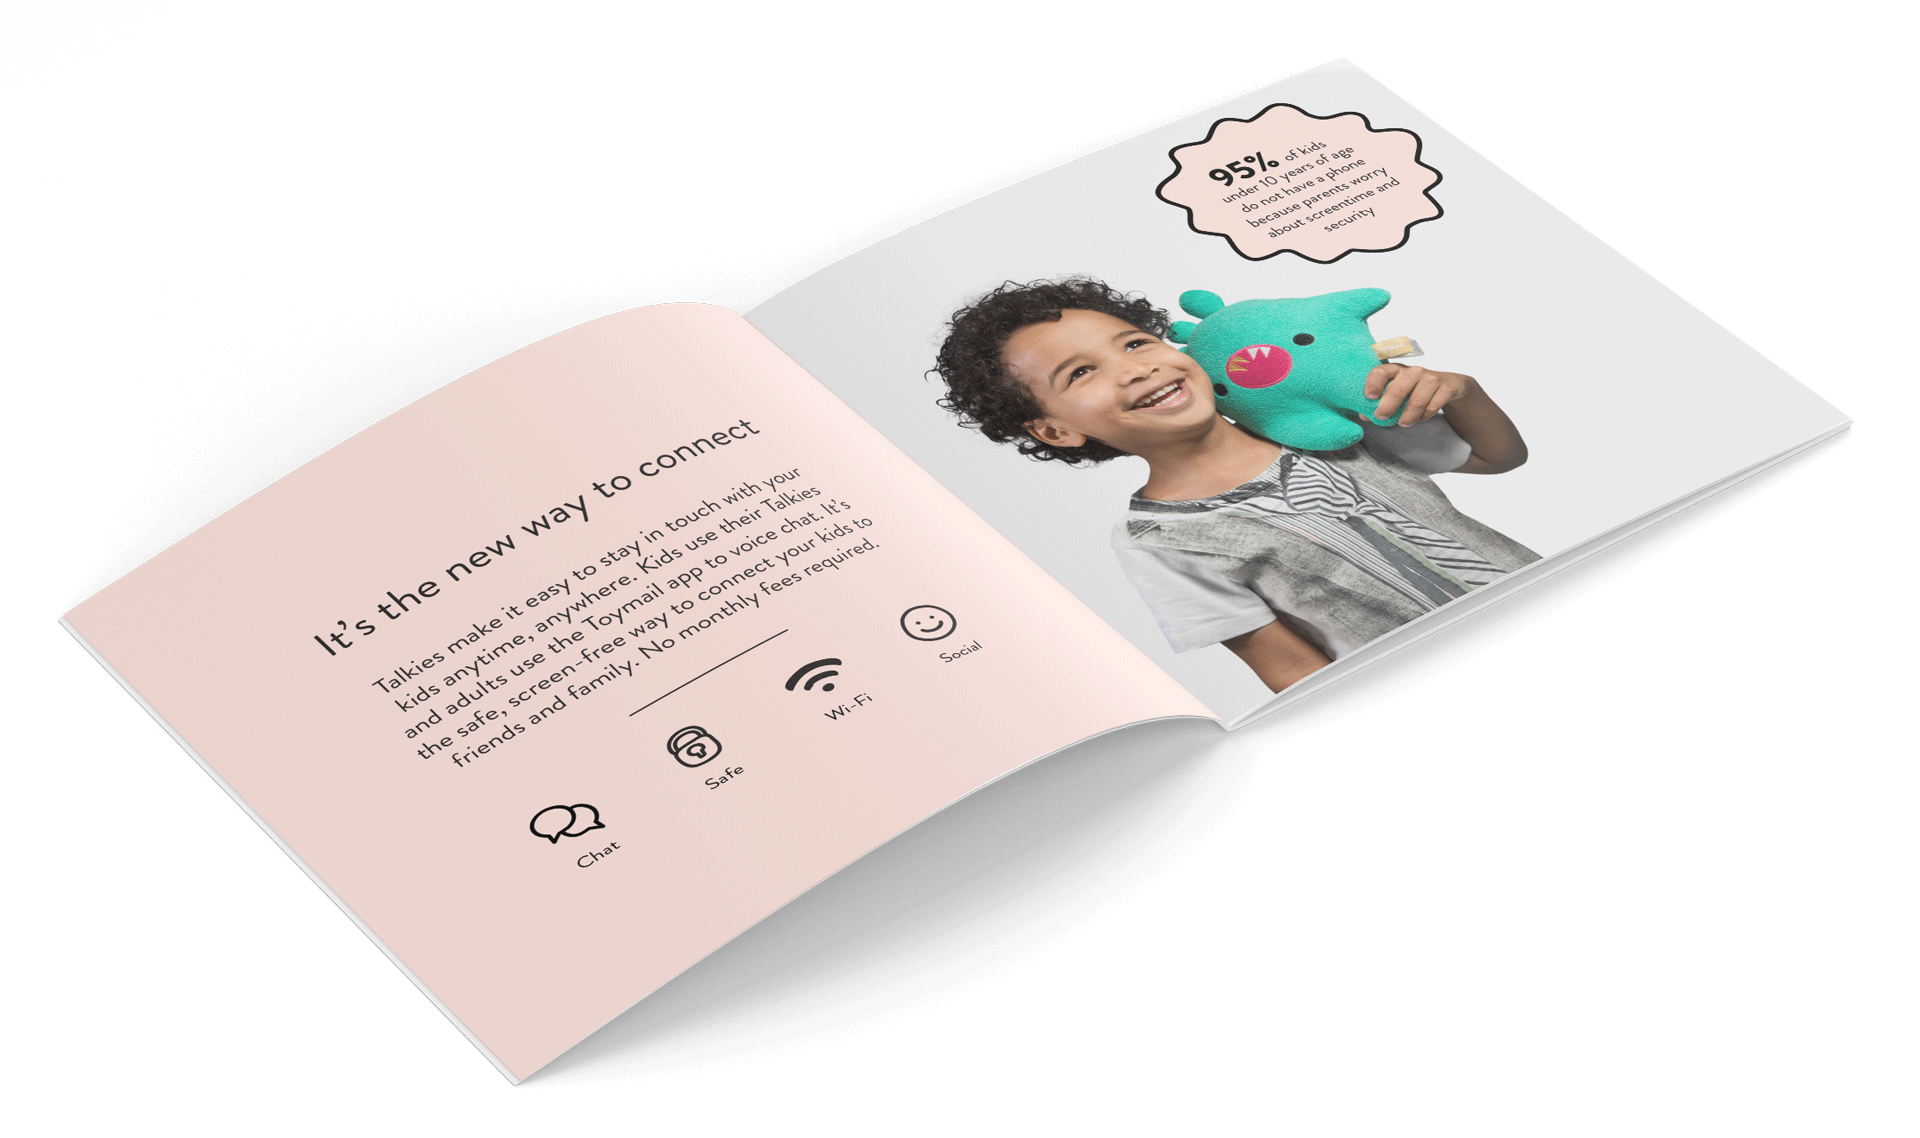 It's the new way to connect
Talkies make it easy to stay in touch with your
kids anytime, anywhere. Kids use their Talkies
and adults use the Toymail app to voice chat. It's
the safe, screen-free way to connect your kids to
friends and family. No monthly fees required.
Chat
Safe
Wi-Fi
Social
95% of kids
under 10 years of age
do not have a phone
because parents worry
about screentime and
security